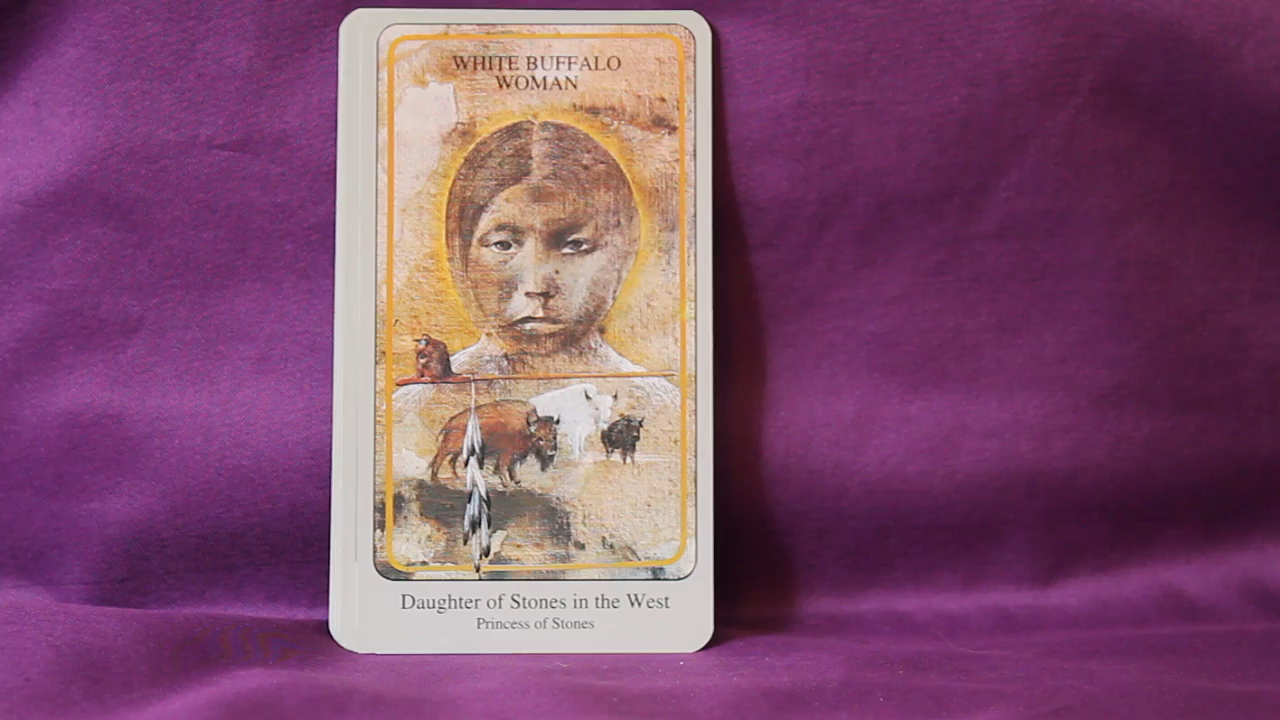 WHITE BUFFALO
WOMAN
Daughter of Stones in the West
Princess of Stones